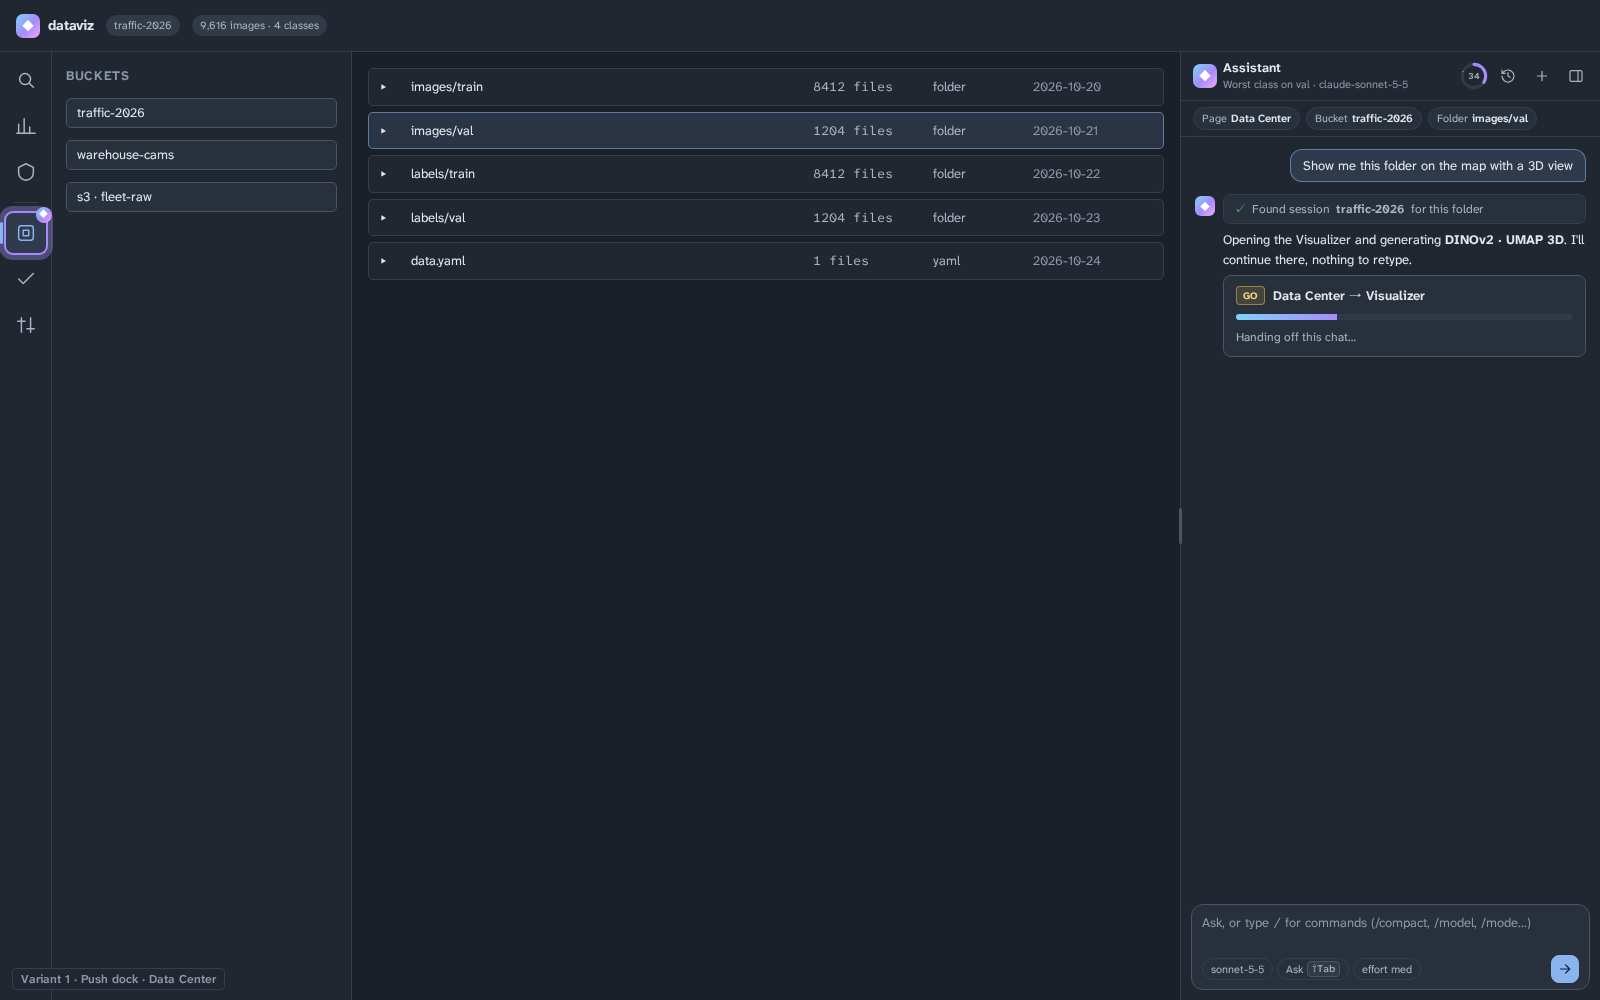 dataviz
traffic-2026
9,616 images · 4 classes
BUCKETS
traffic-2026
warehouse-cams
s3 · fleet-raw
images/train 8412 files folder 2026-10-20
images/val 1204 files folder 2026-10-21
labels/train 8412 files folder 2026-10-22
labels/val 1204 files folder 2026-10-23
data.yaml 1 files yaml 2026-10-24
Assistant
Worst class on val · claude-sonnet-5-5
34
Page Data Center
Bucket traffic-2026
Folder images/val
Show me this folder on the map with a 3D view
✓ Found session traffic-2026 for this folder
Opening the Visualizer and generating DINOv2 · UMAP 3D. I'll
continue there, nothing to retype.
GO Data Center → Visualizer
Handing off this chat…
Ask, or type / for commands (/compact, /model, /mode…)
sonnet-5-5
Ask ⇧Tab
effort med
Variant 1 · Push dock · Data Center